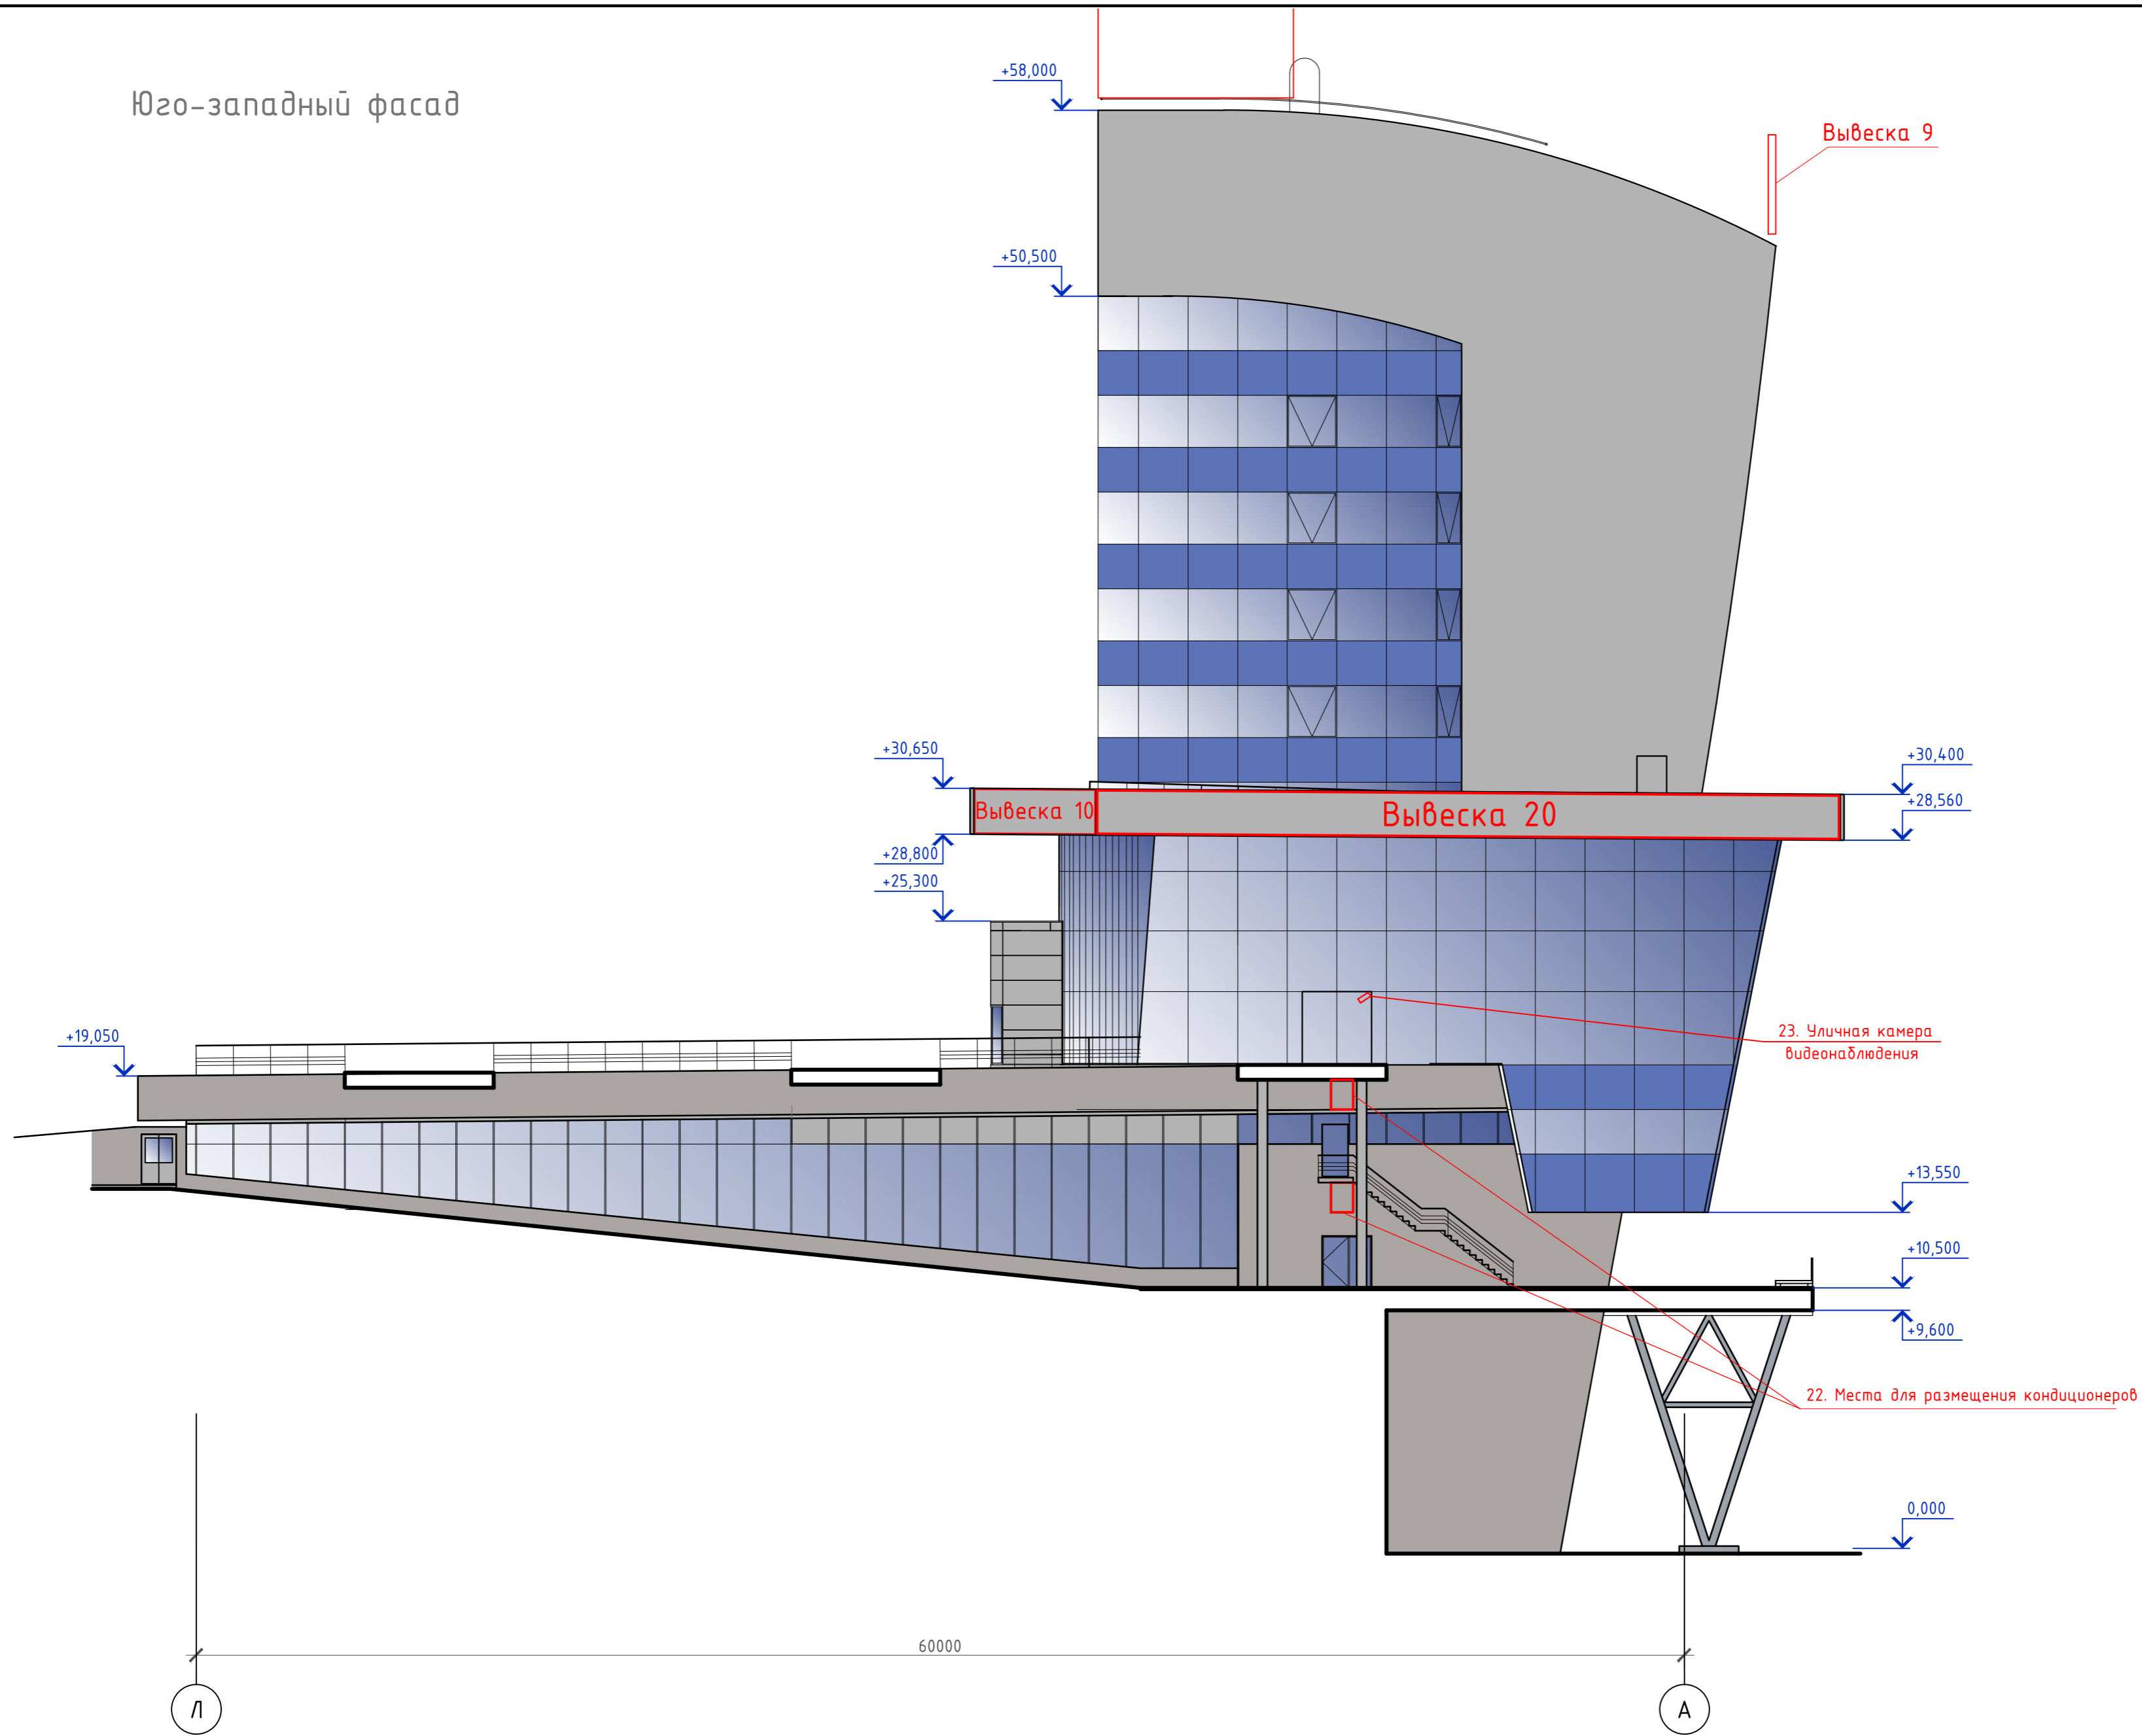 +58,000
Юго-западный фасад
Вывеска 9
+50,500
+30,650
+30,400
+28,560
Вывеска 10
Вывеска 20
+28,800
+25,300
+19,050
23. Уличная камера
видеонаблюдения
+13,550
+10,500
+9,600
22. Места для размещения кондиционеров
0,000
60000
Л
А